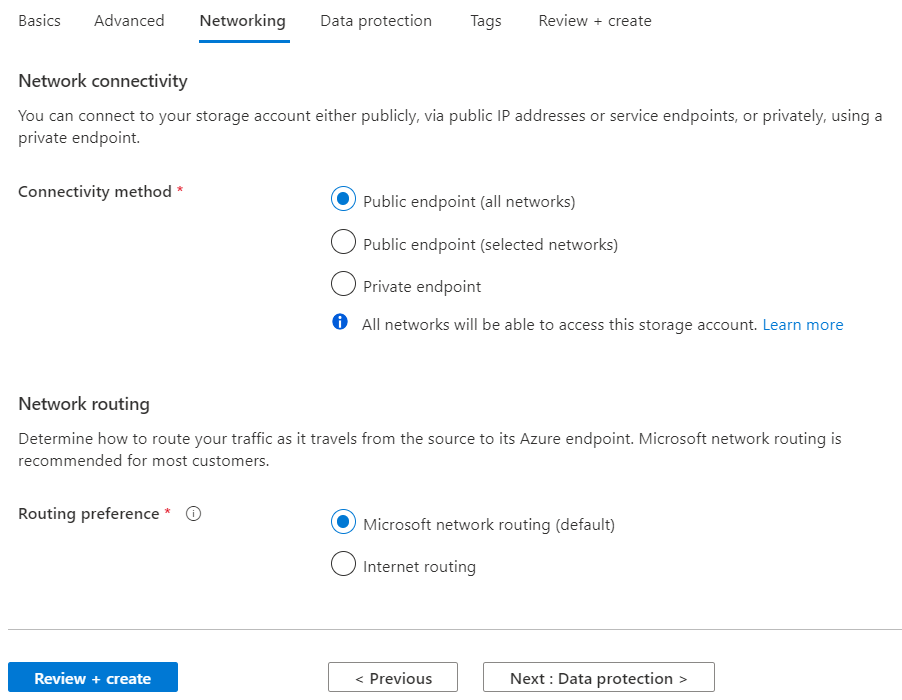 Basics Advanced Networking Data protection Tags Review + create
Network connectivity
You can connect to your storage account either publicly, via public IP addresses or service endpoints, or privately, using a
private endpoint.
Connectivity method *
Public endpoint (all networks)
Public endpoint (selected networks)
Private endpoint
All networks will be able to access this storage account. Learn more
Network routing
Determine how to route your traffic as it travels from the source to its Azure endpoint. Microsoft network routing is
recommended for most customers.
Routing preference *
Microsoft network routing (default)
Internet routing
Review + create < Previous Next : Data protection >